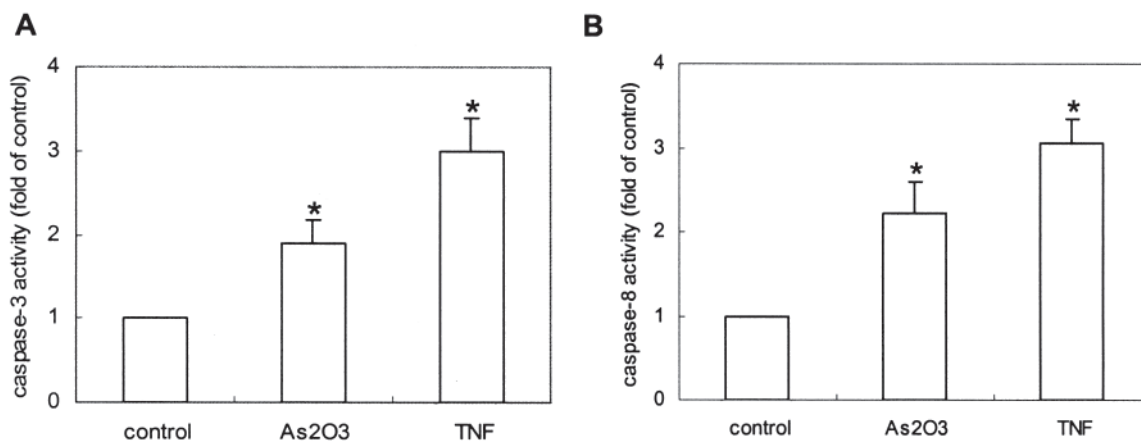 A
caspase-3 activity (fold of control)
4
3
2
1
0
*
*
control As2O3 TNF
B
caspase-8 activity (fold of control)
4
3
2
1
0
*
*
control As2O3 TNF